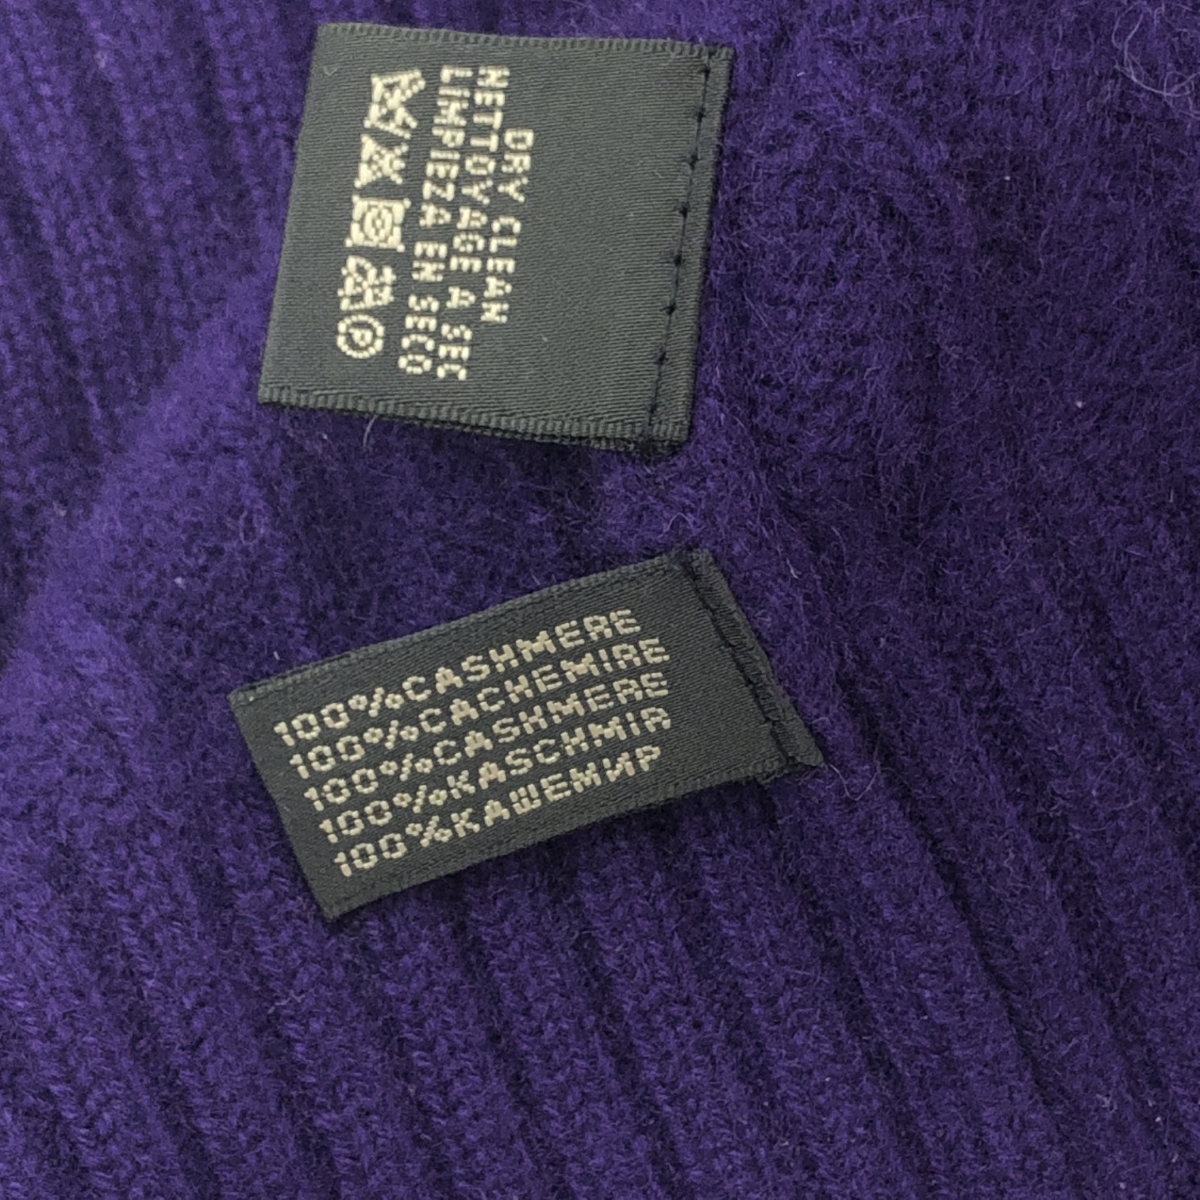 DRY CLEAN
NETTOYAGE A SEC
LIMPIEZA EN SECO
P
100%CASHMERE
100%CACHEMIRE
100%CASHMERE
100%KASCHMIR
100%КАШЕМИР